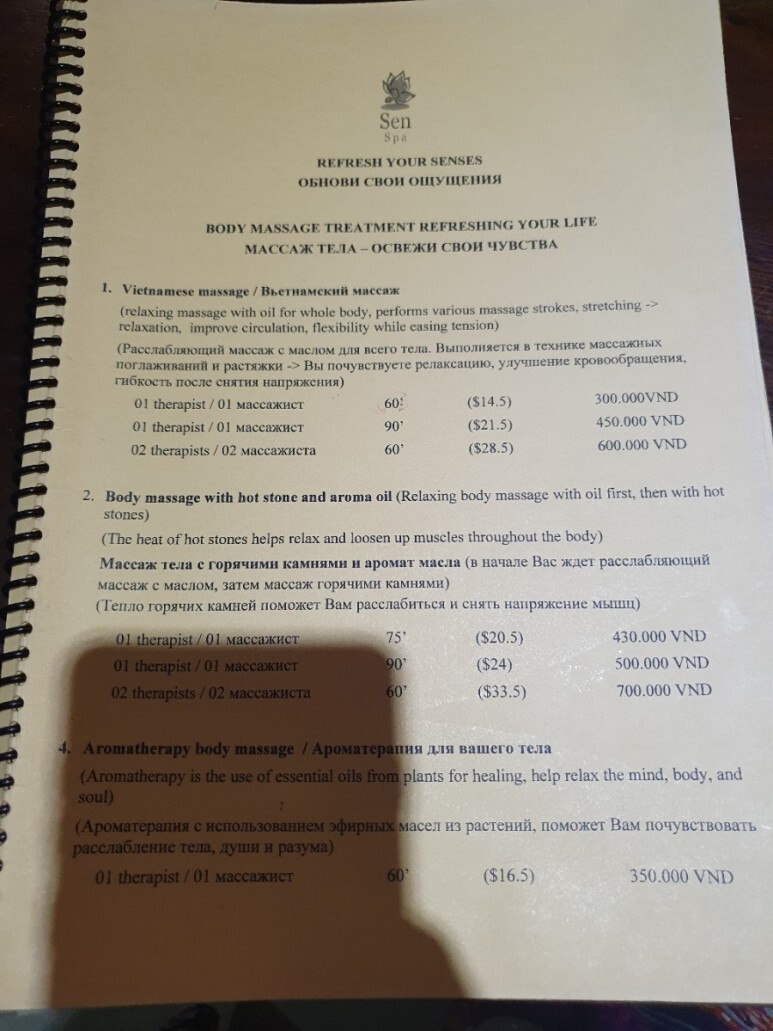 Sen
Spa
REFRESH YOUR SENSES
ОБНОВИ СВОИ ОЩУЩЕНИЯ
BODY MASSAGE TREATMENT REFRESHING YOUR LIFE
МАССАЖ ТЕЛА – ОСВЕЖИ СВОИ ЧУВСТВА
1. Vietnamese massage / Вьетнамский массаж
(relaxing massage with oil for whole body, performs various massage strokes, stretching ->
relaxation, improve circulation, flexibility while easing tension)
(Расслабляющий массаж с маслом для всего тела. Выполняется в технике массажных
поглаживаний и растяжки -> Вы почувствуете релаксацию, улучшение кровообращения,
гибкость после снятия напряжения)
01 therapist / 01 массажист 60' ($14.5) 300.000VND
01 therapist / 01 массажист 90' ($21.5) 450.000 VND
02 therapists / 02 массажиста 60' ($28.5) 600.000 VND
2. Body massage with hot stone and aroma oil (Relaxing body massage with oil first, then with hot
stones)
(The heat of hot stones helps relax and loosen up muscles throughout the body)
Массаж тела с горячими камнями и аромат масла (в начале Вас ждет расслабляющий
массаж с маслом, затем массаж горячими камнями)
(Тепло горячих камней поможет Вам расслабиться и снять напряжение мышц)
01 therapist / 01 массажист 75' ($20.5) 430.000 VND
01 therapist / 01 массажист 90' ($24) 500.000 VND
02 therapists / 02 массажиста 60' ($33.5) 700.000 VND
4. Aromatherapy body massage / Ароматерапия для вашего тела
(Aromatherapy is the use of essential oils from plants for healing, help relax the mind, body, and
soul)
(Ароматерапия с использованием эфирных масел из растений, поможет Вам почувствовать
расслабление тела, души и разума)
01 therapist / 01 массажист 60' ($16.5) 350.000 VND